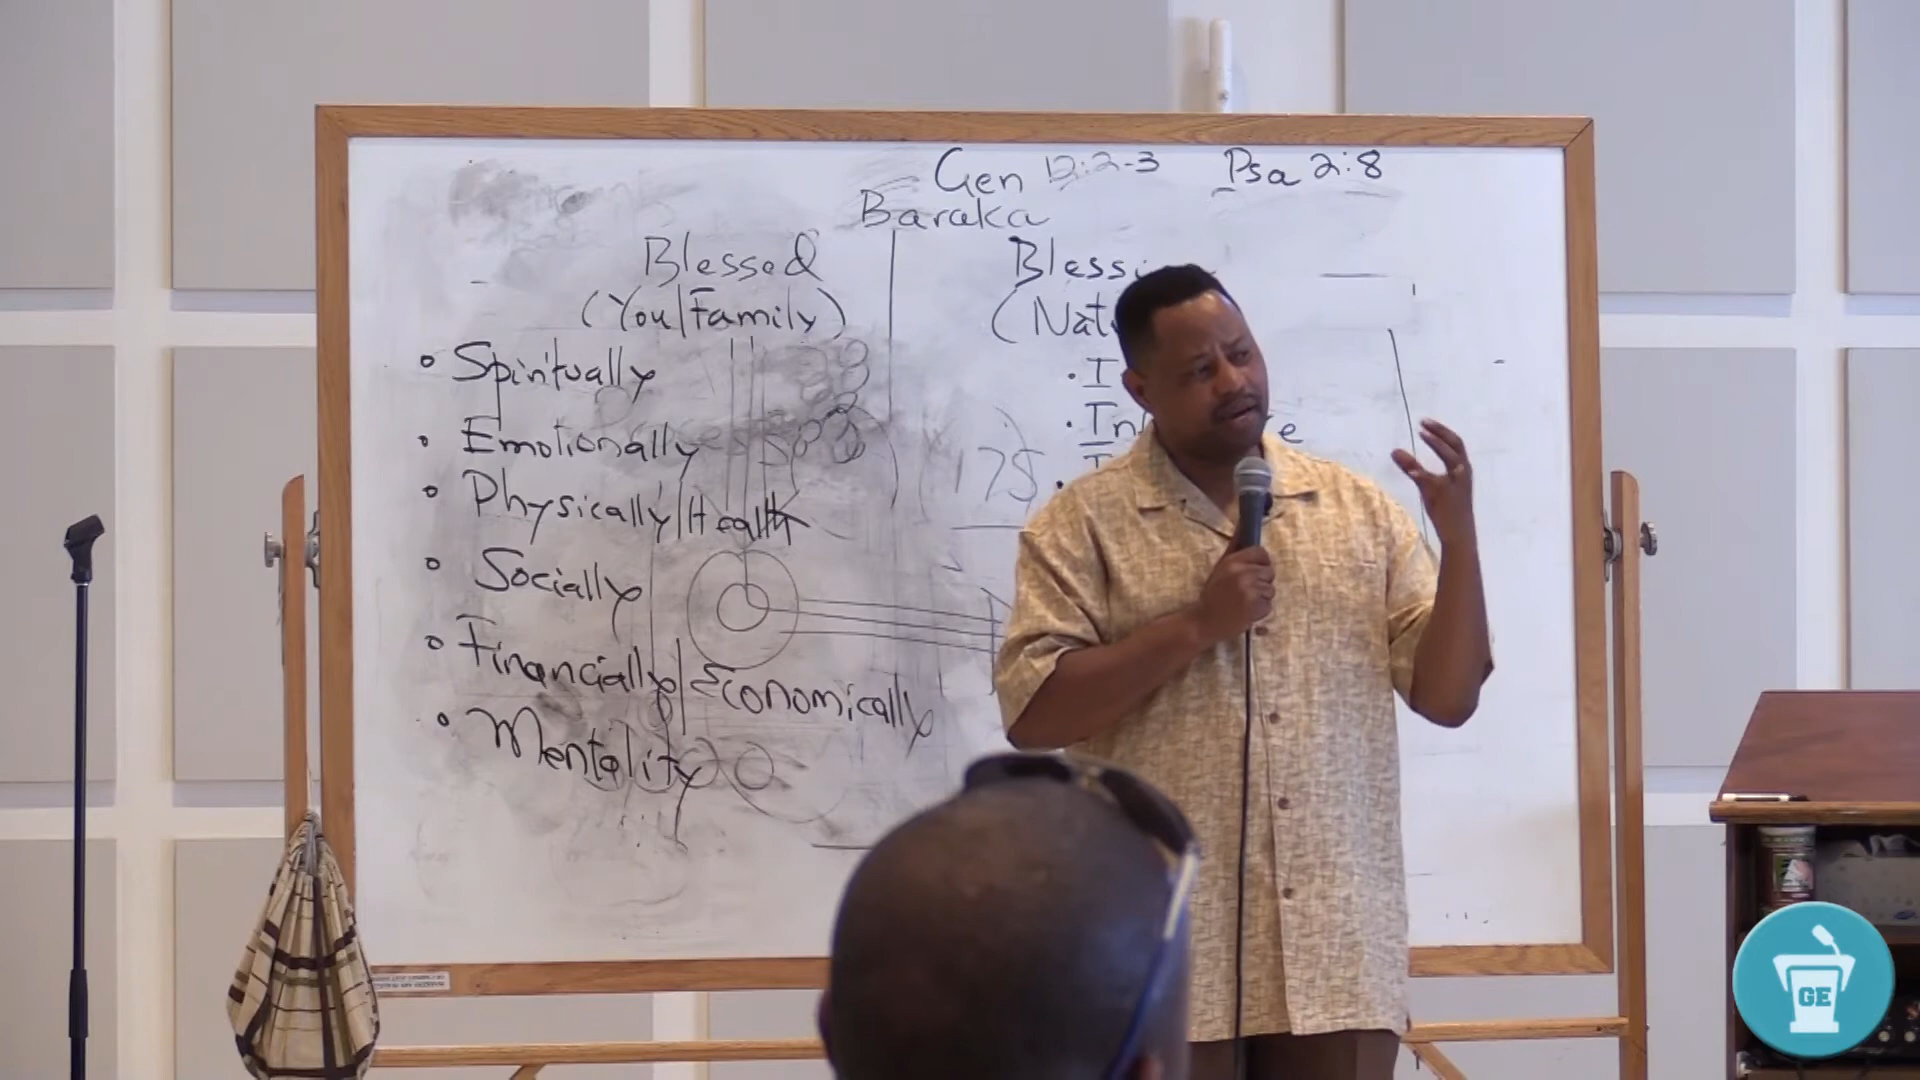 Gen 12:2-3 Psa 2:8
Baraka
Blessed
(You/Family)
• Spiritually
• Emotionally
• Physically/Health
• Socially
• Financially/Economically
• Mentality
175
GE